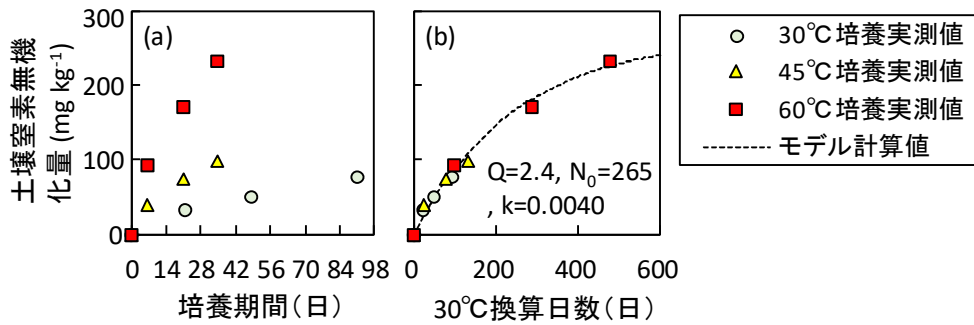 土壌窒素無機
化量 (mg kg⁻¹)
300
200
100
0
(a)
0 14 28 42 56 70 84 98
培養期間(日)
(b)
Q=2.4, N₀=265
, k=0.0040
0 200 400 600
30℃換算日数(日)
30℃培養実測値
45℃培養実測値
60℃培養実測値
モデル計算値